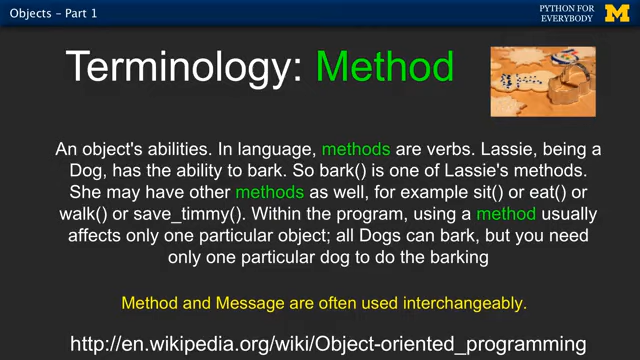 Objects – Part 1
PYTHON FOR
EVERYBODY
M
Terminology: Method
An object's abilities. In language, methods are verbs. Lassie, being a
Dog, has the ability to bark. So bark() is one of Lassie's methods.
She may have other methods as well, for example sit() or eat() or
walk() or save_timmy(). Within the program, using a method usually
affects only one particular object; all Dogs can bark, but you need
only one particular dog to do the barking
Method and Message are often used interchangeably.
http://en.wikipedia.org/wiki/Object-oriented_programming